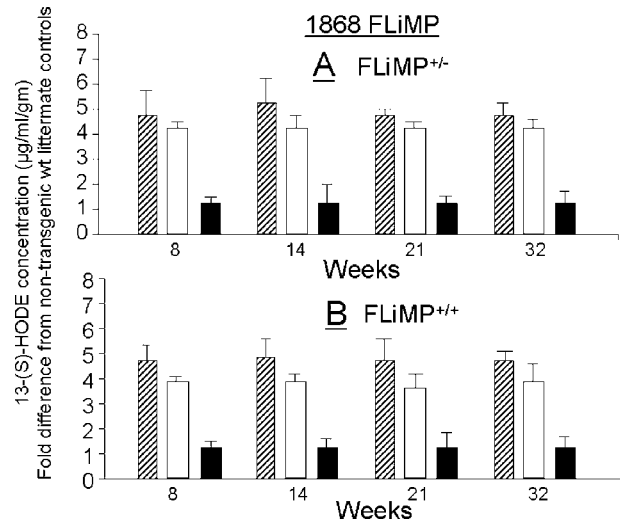 1868 FLiMP
A FLiMP+/-
13-(S)-HODE concentration (µg/ml/gm)
Fold difference from non-transgenic wt littermate controls
8
7
6
5
4
3
2
1
0
8 14 21 32
Weeks
B FLiMP+/+
8
7
6
5
4
3
2
1
0
8 14 21 32
Weeks